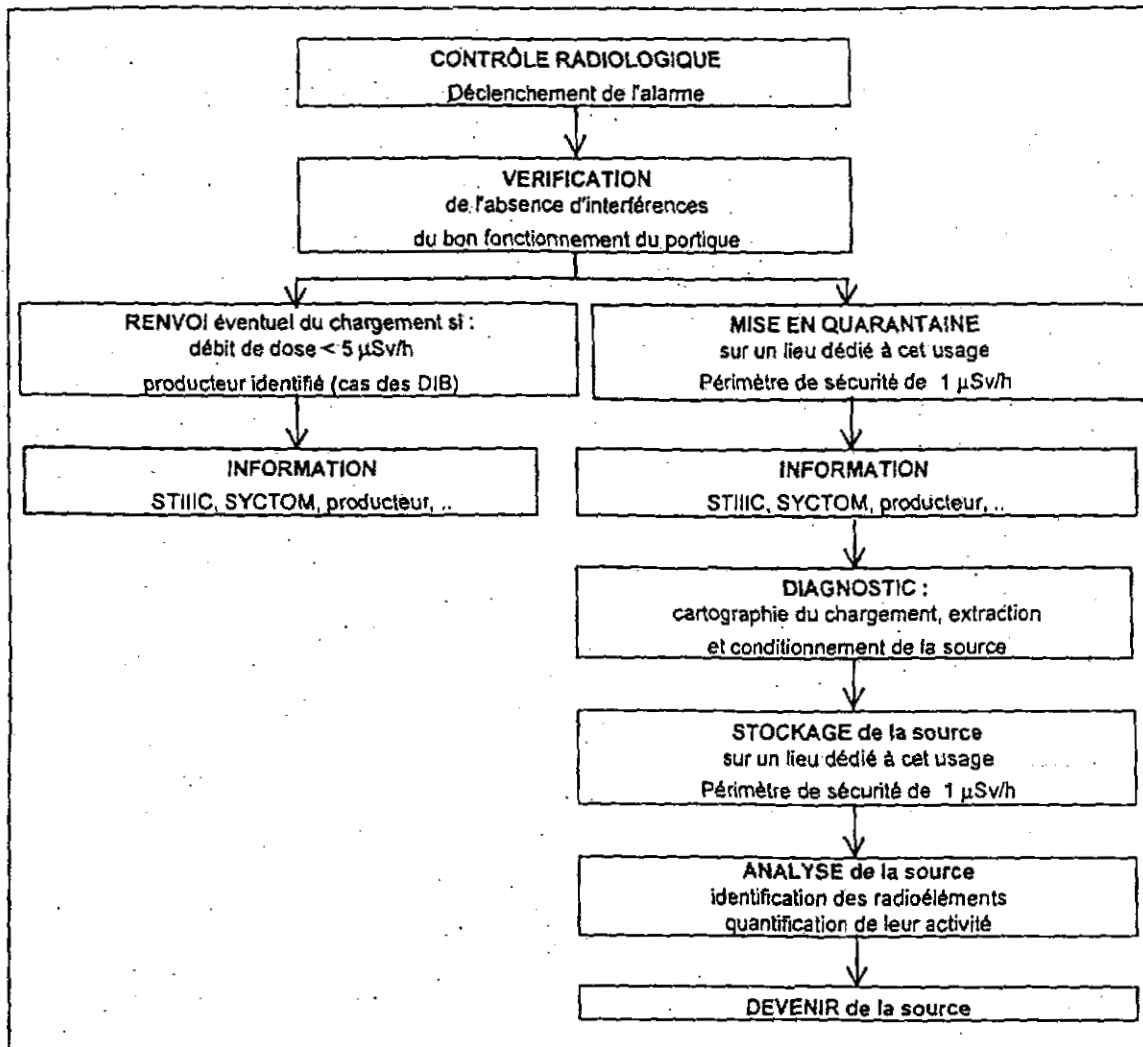 CONTRÔLE RADIOLOGIQUE
Déclenchement de l'alarme
VERIFICATION
de l'absence d'interférences
du bon fonctionnement du portique
RENVOI éventuel du chargement si :
débit de dose < 5 µSv/h
producteur identifié (cas des DIB)
INFORMATION
STIIIC, SYCTOM, producteur, ..
MISE EN QUARANTAINE
sur un lieu dédié à cet usage
Périmètre de sécurité de 1 µSv/h
INFORMATION
STIIIC, SYCTOM, producteur, ..
DIAGNOSTIC :
cartographie du chargement, extraction
et conditionnement de la source
STOCKAGE de la source
sur un lieu dédié à cet usage
Périmètre de sécurité de 1 µSv/h
ANALYSE de la source
identification des radioéléments
quantification de leur activité
DEVENIR de la source